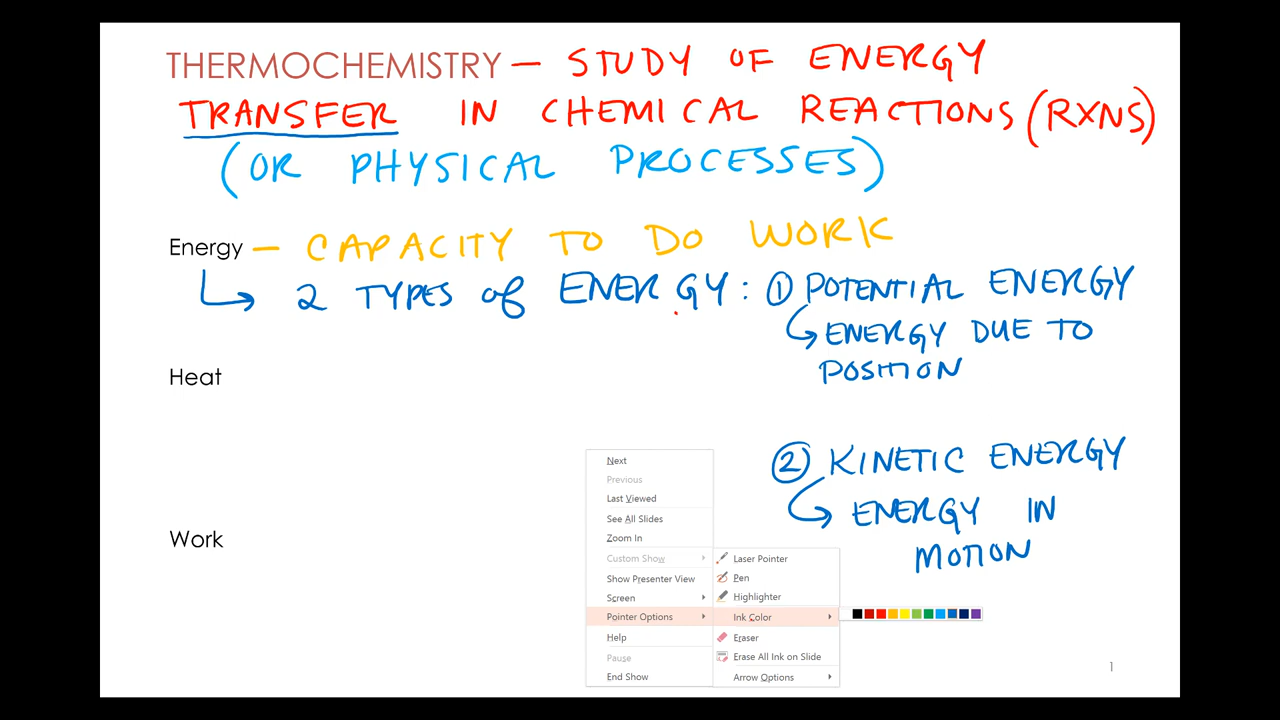 THERMOCHEMISTRY — STUDY OF ENERGY
TRANSFER IN CHEMICAL REACTIONS (RXNS)
(OR PHYSICAL PROCESSES)
Energy — CAPACITY TO DO WORK
2 TYPES of ENERGY: ① POTENTIAL ENERGY
ENERGY DUE TO
POSITION
Heat
② KINETIC ENERGY
ENERGY IN
MOTION
Work
Next
Previous
Last Viewed
See All Slides
Zoom In
Custom Show
Show Presenter View
Screen
Pointer Options
Help
Pause
End Show
Laser Pointer
Pen
Highlighter
Ink Color
Eraser
Erase All Ink on Slide
Arrow Options
1